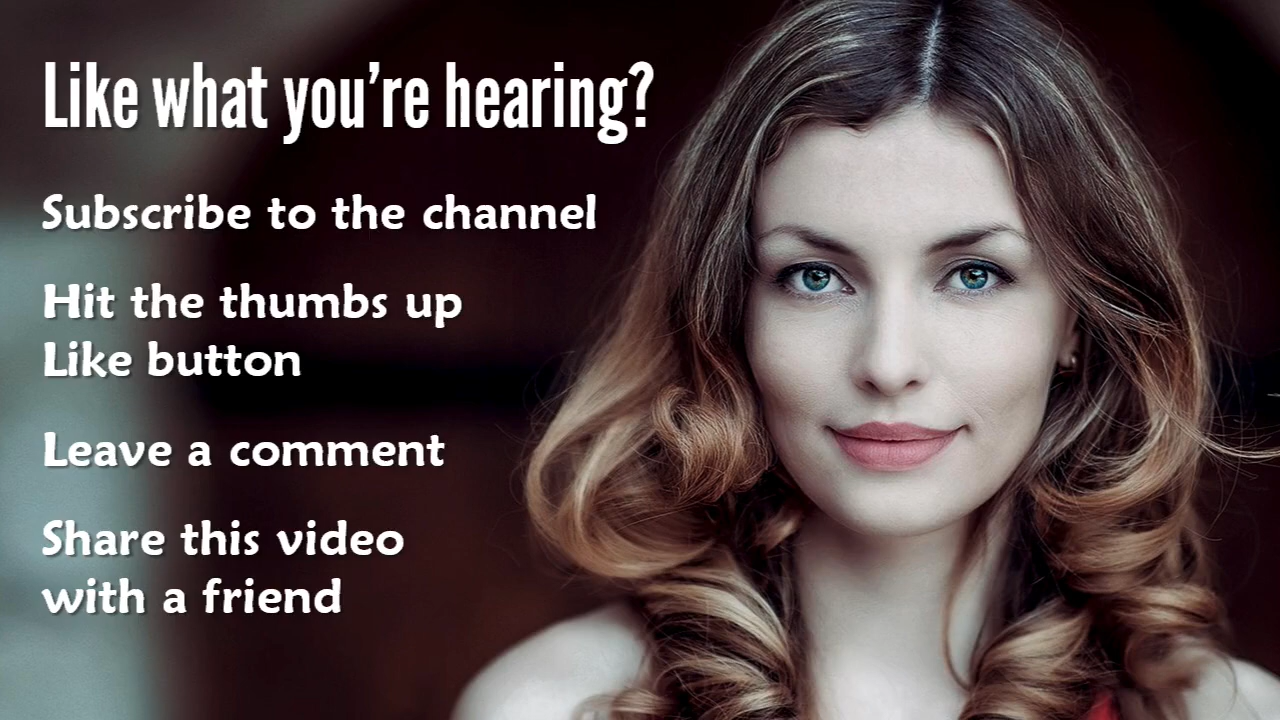 Like what you’re hearing?
Subscribe to the channel
Hit the thumbs up
Like button
Leave a comment
Share this video
with a friend